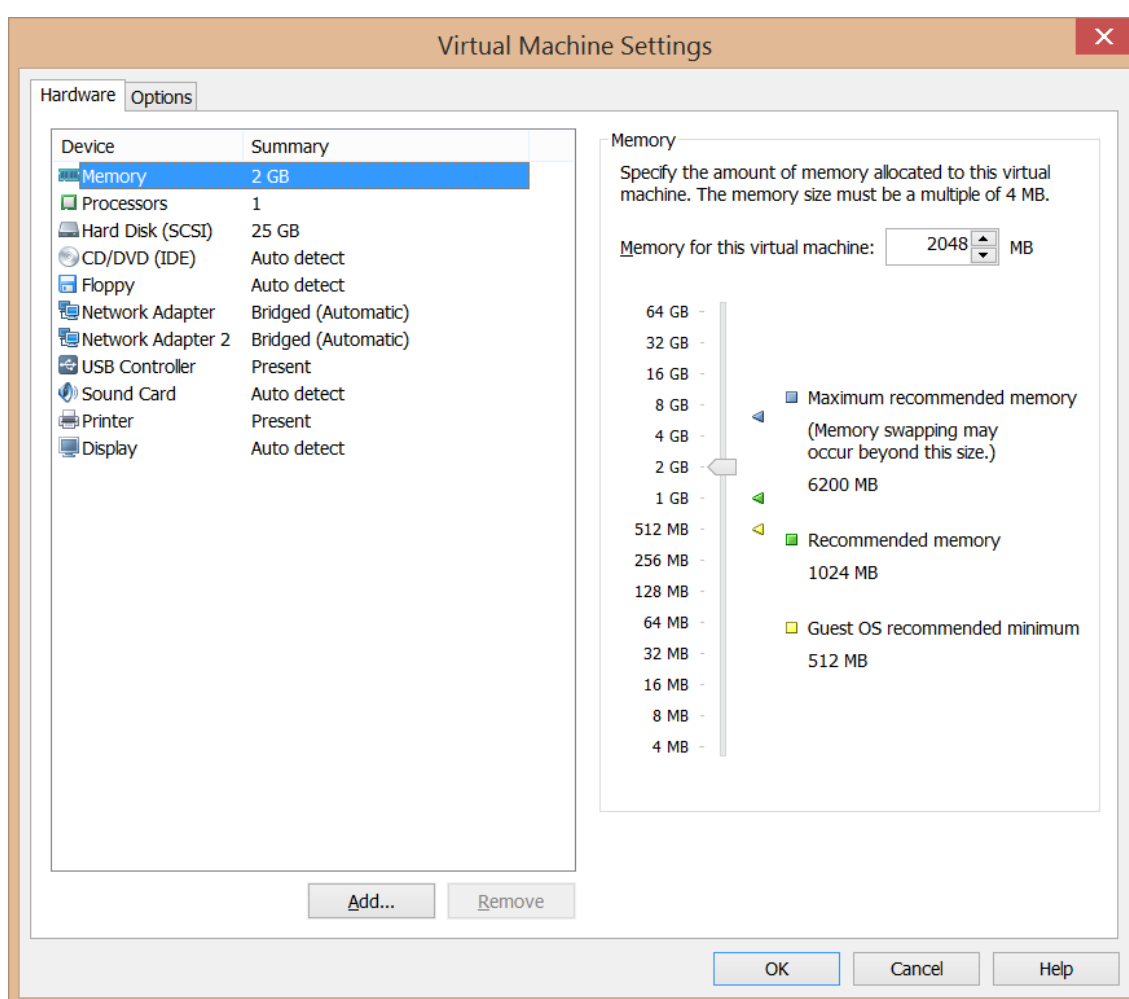 Virtual Machine Settings
Hardware Options
Device Summary
Memory 2 GB
Processors 1
Hard Disk (SCSI) 25 GB
CD/DVD (IDE) Auto detect
Floppy Auto detect
Network Adapter Bridged (Automatic)
Network Adapter 2 Bridged (Automatic)
USB Controller Present
Sound Card Auto detect
Printer Present
Display Auto detect
Add... Remove
Memory
Specify the amount of memory allocated to this virtual
machine. The memory size must be a multiple of 4 MB.
Memory for this virtual machine: 2048 MB
64 GB
32 GB
16 GB
8 GB
4 GB
2 GB
1 GB
512 MB
256 MB
128 MB
64 MB
32 MB
16 MB
8 MB
4 MB
Maximum recommended memory
(Memory swapping may
occur beyond this size.)
6200 MB
Recommended memory
1024 MB
Guest OS recommended minimum
512 MB
OK Cancel Help